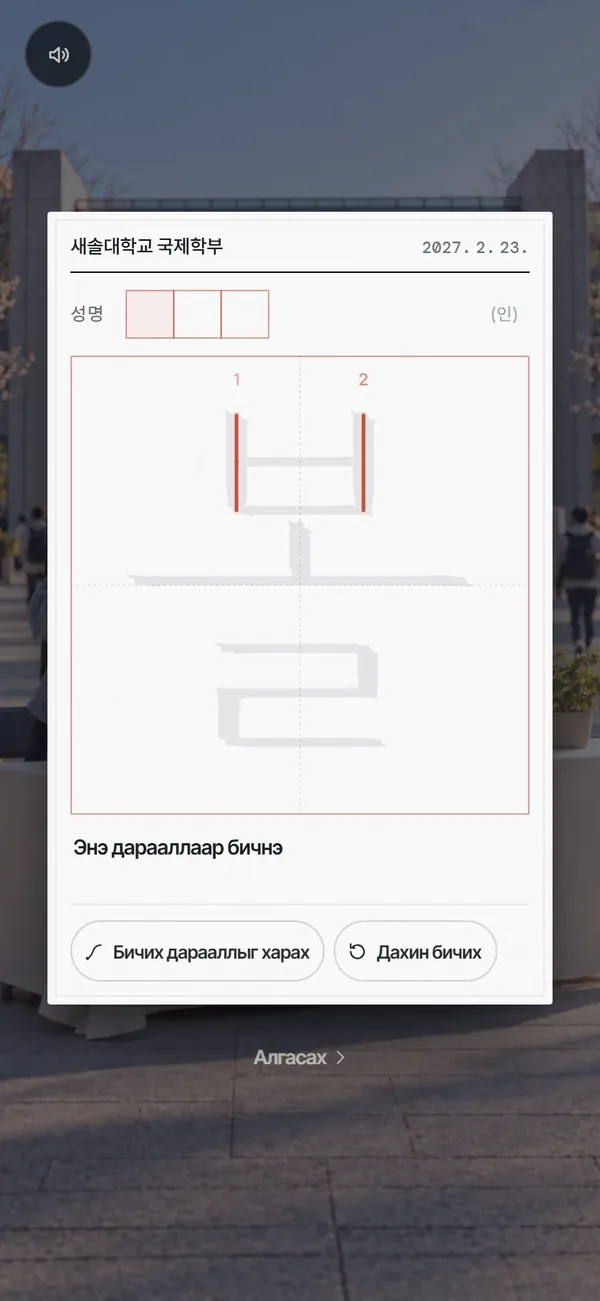 새솔대학교 국제학부
2027. 2. 23.
성명
(인)
1 2
볼
Энэ дарааллаар бичнэ
Бичих дарааллыг харах
Дахин бичих
Алгасах